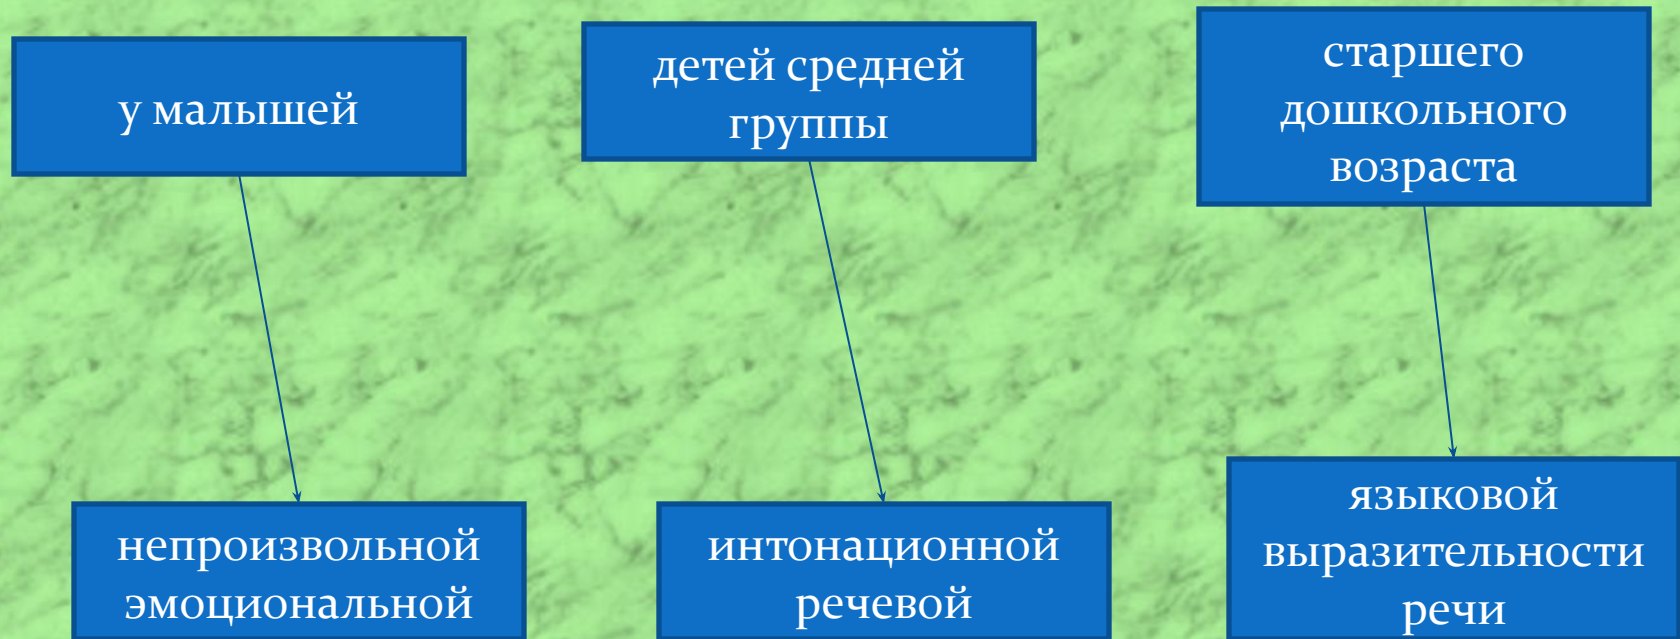 у малышей
детей средней
группы
старшего
дошкольного
возраста
непроизвольной
эмоциональной
интонационной
речевой
языковой
выразительности
речи